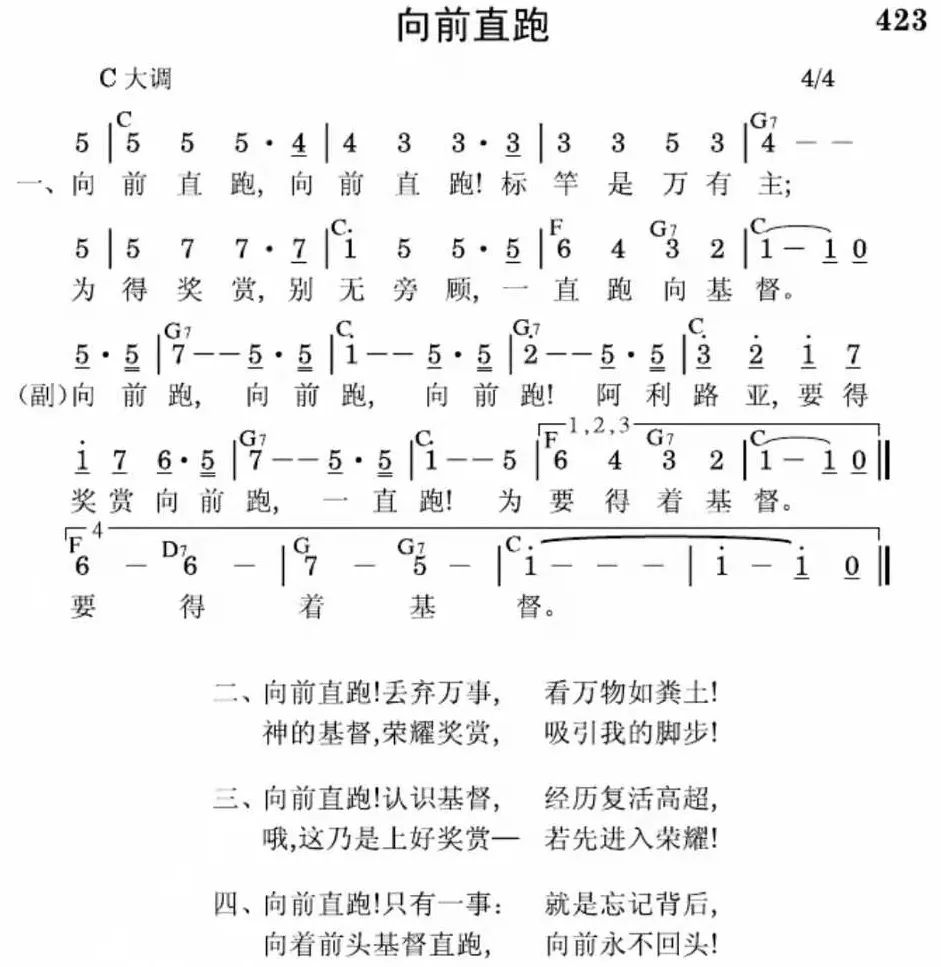 向前直跑 423
C 大调 4/4
C G7
5 | 5 5 5 · 4 | 4 3 3 · 3 | 3 3 5 3 | 4 — —
一、向 前 直 跑, 向 前 直 跑! 标 竿 是 万 有 主;
C F G7 C
5 | 5 7 7 · 7 | 1̇ 5 5 · 5 | 6 4 3 2 | 1 — 1 0
为 得 奖 赏, 别 无 旁 顾, 一 直 跑 向 基 督。
G7 C G7 C
5 · 5 | 7 — — 5 · 5 | 1̇ — — 5 · 5 | 2̇ — — 5 · 5 | 3̇ 2̇ 1̇ 7
(副)向 前 跑, 向 前 跑, 向 前 跑! 阿 利 路 亚, 要 得
G7 C F 1,2,3 G7 C
1̇ 7 6 · 5 | 7 — — 5 · 5 | 1̇ — — 5 | 6 4 3 2 | 1 — 1 0 ‖
奖 赏 向 前 跑, 一 直 跑! 为 要 得 着 基 督。
F 4 D7 G G7 C
6 — 6 — | 7 — 5 — | 1̇ — — — | 1̇ — 1̇ 0 ‖
要 得 着 基 督。
二、向前直跑!丢弃万事, 看万物如粪土!
神的基督,荣耀奖赏, 吸引我的脚步!
三、向前直跑!认识基督, 经历复活高超,
哦,这乃是上好奖赏— 若先进入荣耀!
四、向前直跑!只有一事: 就是忘记背后,
向着前头基督直跑, 向前永不回头!